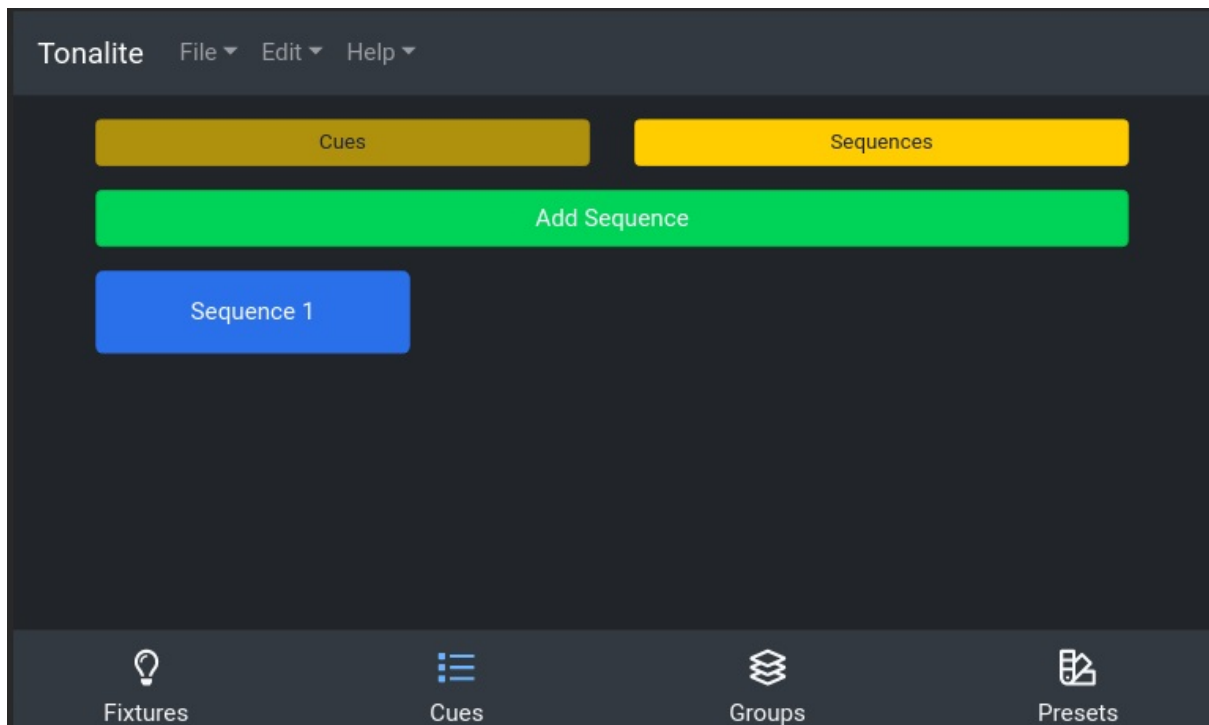 Tonalite File Edit Help
Cues Sequences
Add Sequence
Sequence 1
Fixtures Cues Groups Presets